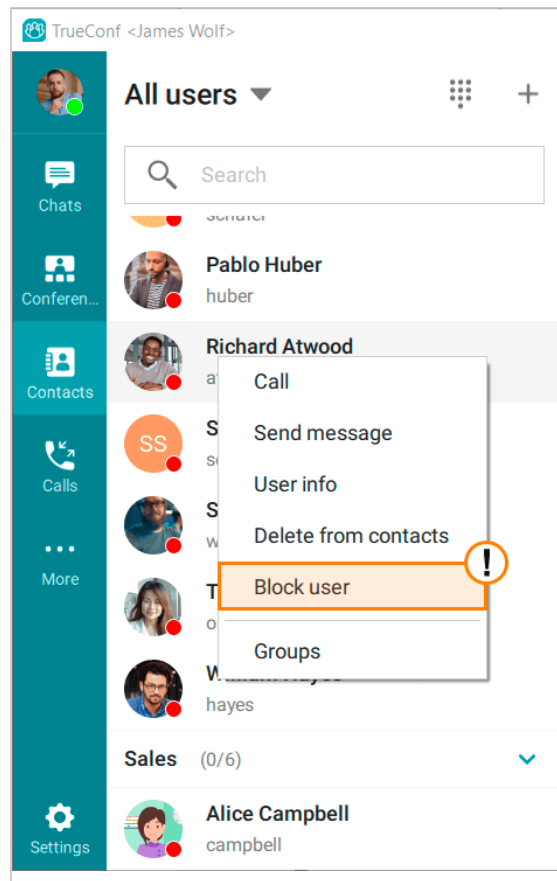 TrueConf <James Wolf>
All users
Search
Chats
Pablo Huber
huber
Conferen...
Richard Atwood
Contacts
Call
SS
Send message
Calls
User info
Delete from contacts
!
More
Block user
Groups
hayes
Sales (0/6)
Alice Campbell
campbell
Settings